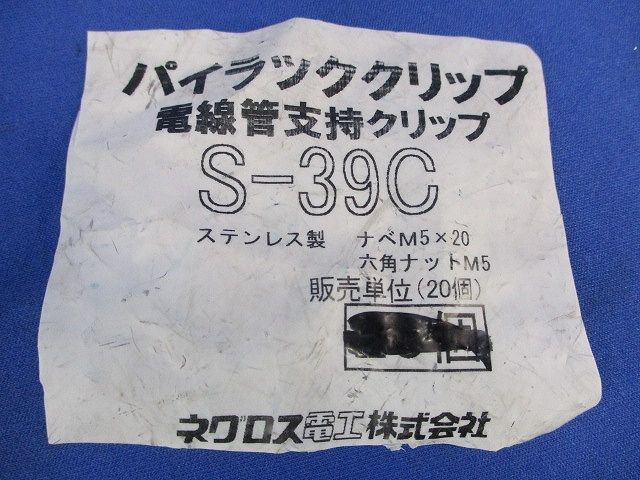 パイラッククリップ
電線管支持クリップ
S-39C
ステンレス製 ナベM5×20
六角ナットM5
販売単位(20個)
個
ネグロス電工株式会社